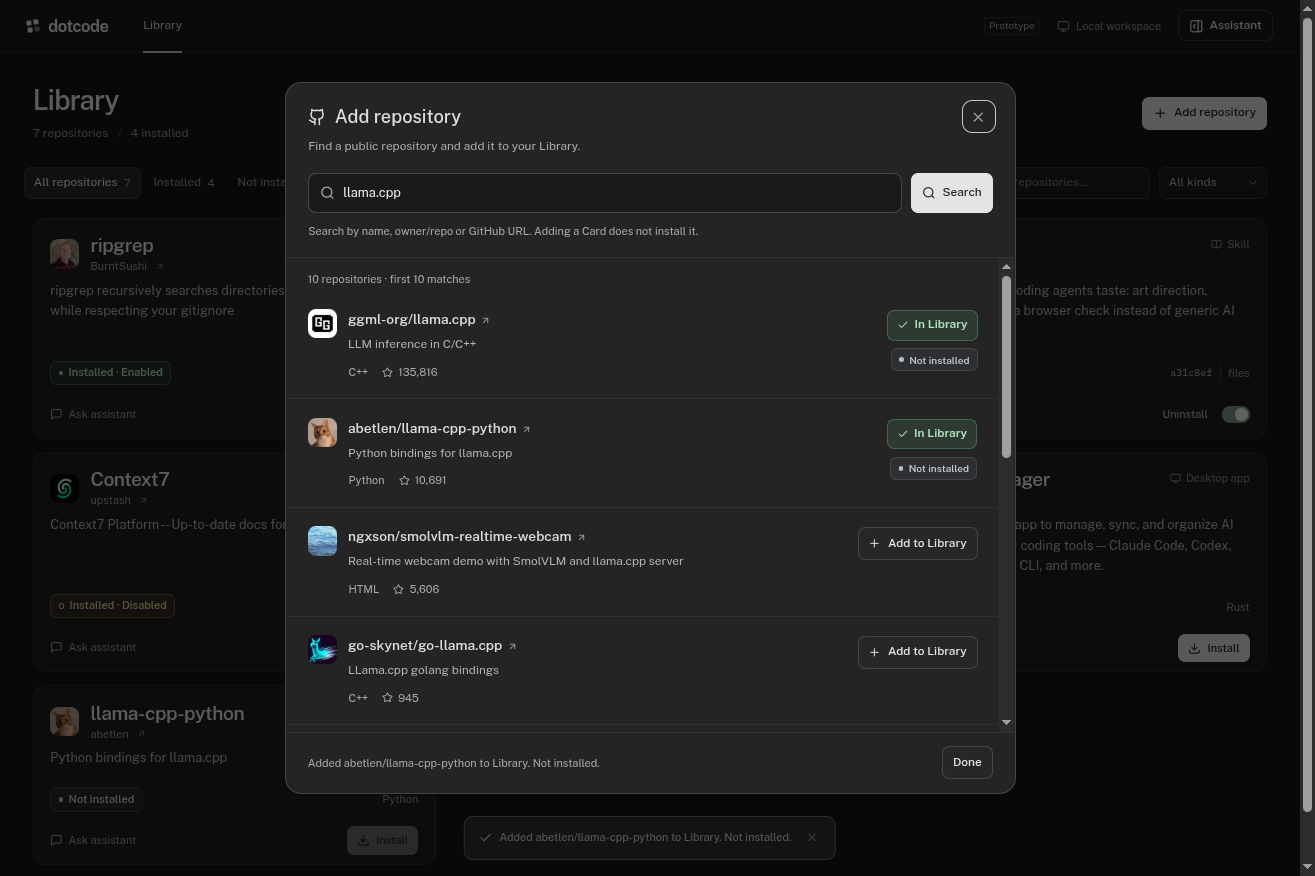 dotcode
Library
Prototype
Local workspace
Assistant
Library
7 repositories / 4 installed
Add repository
All repositories 7
Installed 4
Not insta
repositories...
All kinds
ripgrep
BurntSushi
ripgrep recursively searches directories
while respecting your gitignore
Installed · Enabled
Ask assistant
Skill
oding agents taste: art direction,
a browser check instead of generic AI
a31c8ef
files
Uninstall
Context7
upstash
Context7 Platform -- Up-to-date docs for
Installed · Disabled
Ask assistant
ager
Desktop app
app to manage, sync, and organize AI
coding tools — Claude Code, Codex,
CLI, and more.
Rust
Install
llama-cpp-python
abetlen
Python bindings for llama.cpp
Not installed
Python
Ask assistant
Install
Add repository
Find a public repository and add it to your Library.
llama.cpp
Search
Search by name, owner/repo or GitHub URL. Adding a Card does not install it.
10 repositories · first 10 matches
GG
ggml-org/llama.cpp
LLM inference in C/C++
C++ 135,816
In Library
Not installed
abetlen/llama-cpp-python
Python bindings for llama.cpp
Python 10,691
In Library
Not installed
ngxson/smolvlm-realtime-webcam
Real-time webcam demo with SmolVLM and llama.cpp server
HTML 5,606
Add to Library
go-skynet/go-llama.cpp
LLama.cpp golang bindings
C++ 945
Add to Library
Added abetlen/llama-cpp-python to Library. Not installed.
Done
Added abetlen/llama-cpp-python to Library. Not installed.